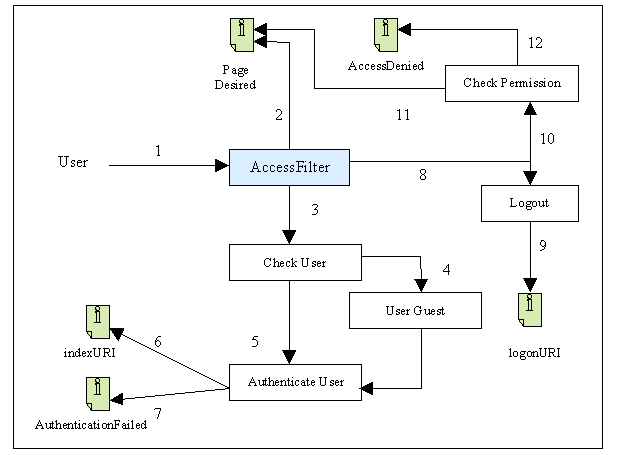 12
AccessDenied
Page
Desired
Check Permission
2
11
10
1
User
AccessFilter
8
3
Logout
9
Check User
4
User Guest
indexURI
6
5
logonURI
Authenticate User
7
AuthenticationFailed